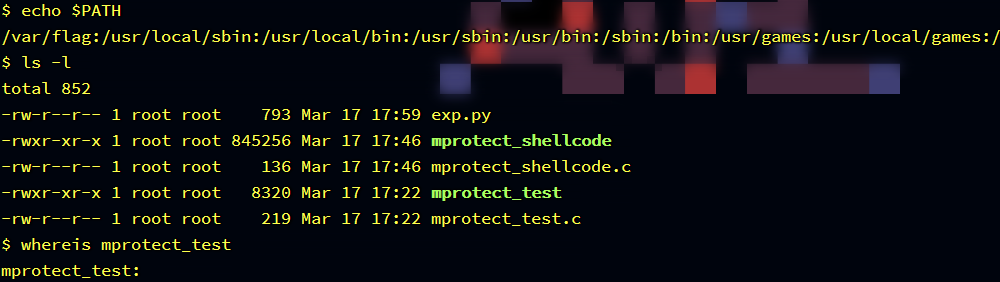 $ echo $PATH
/var/flag:/usr/local/sbin:/usr/local/bin:/usr/sbin:/usr/bin:/sbin:/bin:/usr/games:/usr/local/games:/
$ ls -l
total 852
-rw-r--r-- 1 root root    793 Mar 17 17:59 exp.py
-rwxr-xr-x 1 root root 845256 Mar 17 17:46 mprotect_shellcode
-rw-r--r-- 1 root root    136 Mar 17 17:46 mprotect_shellcode.c
-rwxr-xr-x 1 root root   8320 Mar 17 17:22 mprotect_test
-rw-r--r-- 1 root root    219 Mar 17 17:22 mprotect_test.c
$ whereis mprotect_test
mprotect_test: